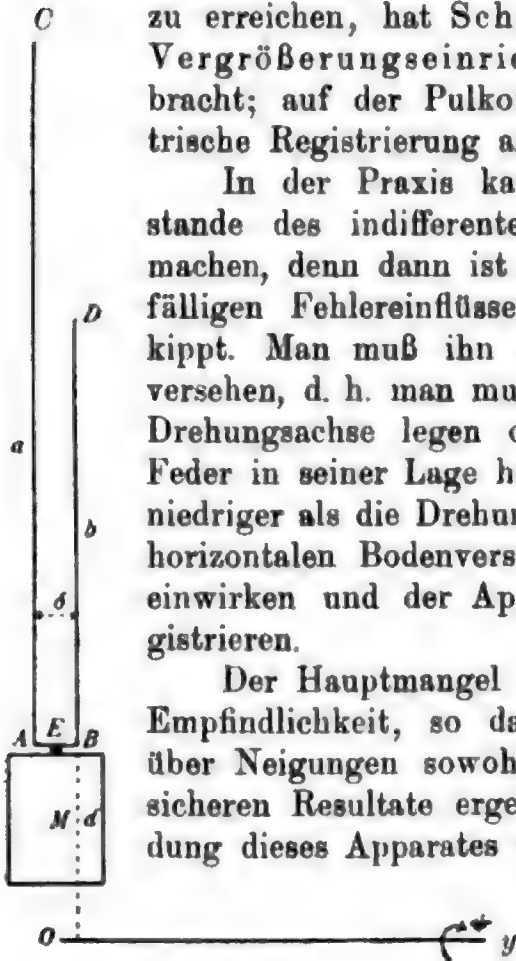 C
zu erreichen, hat Sch
Vergrößerungseinrie
bracht; auf der Pulko
trische Registrierung a
In der Praxis ka
stande des indifferente
machen, denn dann ist
D
fälligen Fehlereinflüsse
kippt. Man muß ihn
versehen, d. h. man mu
Drehungsachse legen
a
Feder in seiner Lage h
niedriger als die Drehu
b
horizontalen Bodenvers
einwirken und der Ap
6
gistrieren.
Der Hauptmangel
A E B
Empfindlichkeit, so da
über Neigungen sowoh
M d
sicheren Resultate erge
dung dieses Apparates
O y